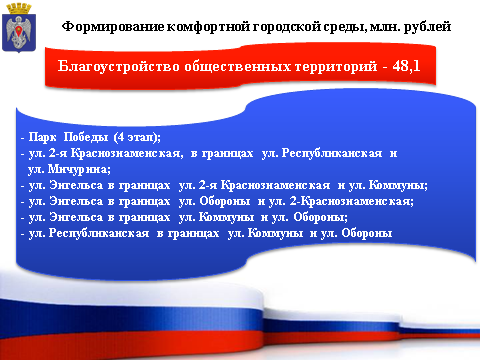 Формирование комфортной городской среды, млн. рублей
Благоустройство общественных территорий - 48,1
- Парк Победы (4 этап);
- ул. 2-я Краснознаменская, в границах ул. Республиканская и
ул. Мичурина;
- ул. Энгельса в границах ул. 2-я Краснознаменская и ул. Коммуны;
- ул. Энгельса в границах ул. Обороны и ул. 2-Краснознаменская;
- ул. Энгельса в границах ул. Коммуны и ул. Обороны;
- ул. Республиканская в границах ул. Коммуны и ул. Обороны